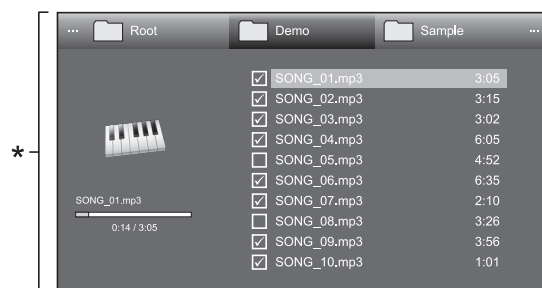 ... Root Demo Sample ...
SONG_01.mp3 3:05
SONG_02.mp3 3:15
SONG_03.mp3 3:02
SONG_04.mp3 6:05
SONG_05.mp3 4:52
SONG_06.mp3 6:35
SONG_07.mp3 2:10
SONG_08.mp3 3:26
SONG_09.mp3 3:56
SONG_10.mp3 1:01
*
SONG_01.mp3
0:14 / 3:05